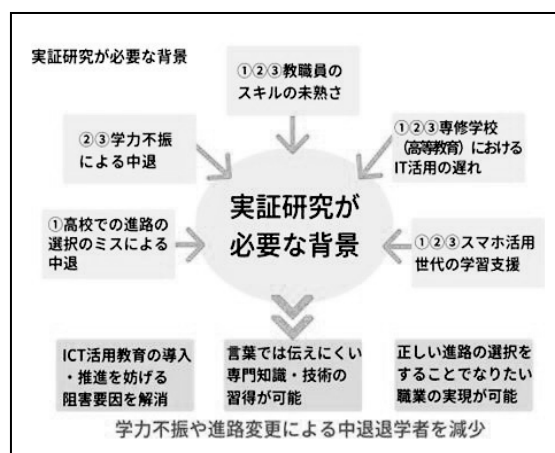 実証研究が必要な背景
①②③教職員の
スキルの未熟さ
②③学力不振
による中退
①②③専修学校
(高等教育)における
IT活用の遅れ
実証研究が
必要な背景
①高校での進路の
選択のミスによる
中退
①②③スマホ活用
世代の学習支援
ICT活用教育の導入
・推進を妨げる
阻害要因を解消
言葉では伝えにくい
専門知識・技術の
習得が可能
正しい進路の選択を
することでなりたい
職業の実現が可能
学力不振や進路変更による中退退学者を減少